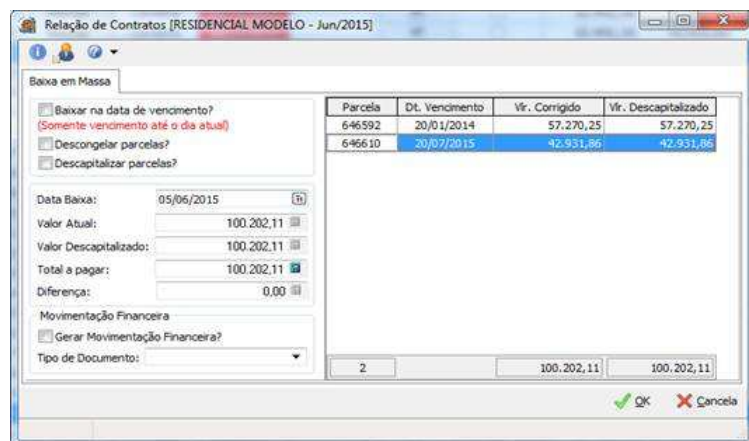 Relação de Contratos [RESIDENCIAL MODELO - Jun/2015]
Baixa em Massa
Baixar na data de vencimento?
(Somente vencimento até o dia atual)
Descongelar parcelas?
Descapitalizar parcelas?
Data Baixa: 05/06/2015
Valor Atual: 100.202,11
Valor Descapitalizado: 100.202,11
Total a pagar: 100.202,11
Diferença: 0,00
Movimentação Financeira
Gerar Movimentação Financeira?
Tipo de Documento:
Parcela Dt. Vencimento Vlr. Corrigido Vlr. Descapitalizado
646592 20/01/2014 57.270,25 57.270,25
646610 20/07/2015 42.931,86 42.931,86
2 100.202,11 100.202,11
OK Cancela